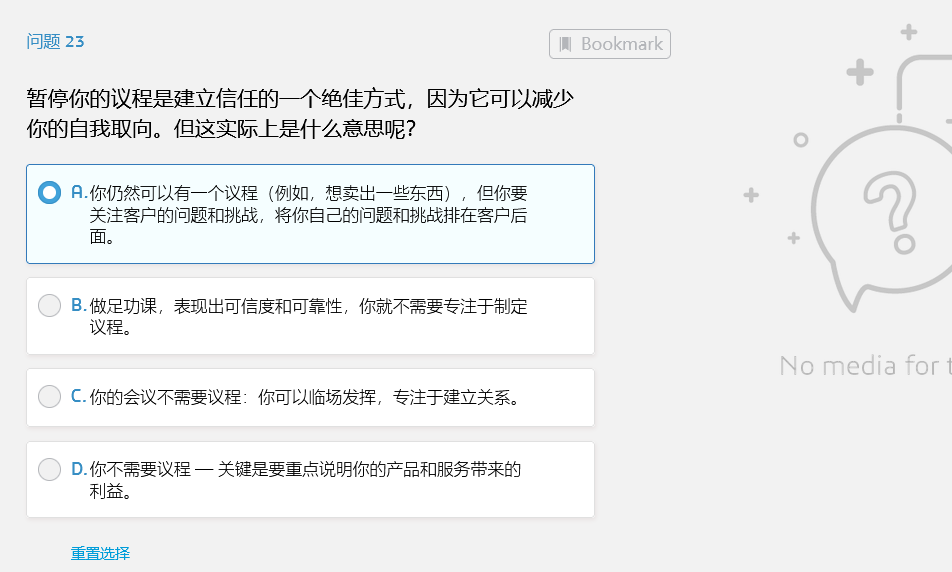 问题 23
Bookmark
暂停你的议程是建立信任的一个绝佳方式，因为它可以减少
你的自我取向。但这实际上是什么意思呢？
A. 你仍然可以有一个议程（例如，想卖出一些东西），但你要
关注客户的问题和挑战，将你自己的问题和挑战排在客户后
面。
B. 做足功课，表现出可信度和可靠性，你就不需要专注于制定
议程。
C. 你的会议不需要议程：你可以临场发挥，专注于建立关系。
D. 你不需要议程 — 关键是要重点说明你的产品和服务带来的
利益。
重置选择
No media for t